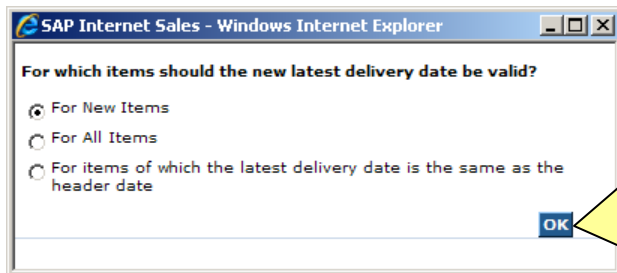 SAP Internet Sales - Windows Internet Explorer
For which items should the new latest delivery date be valid?
For New Items
For All Items
For items of which the latest delivery date is the same as the
header date
OK